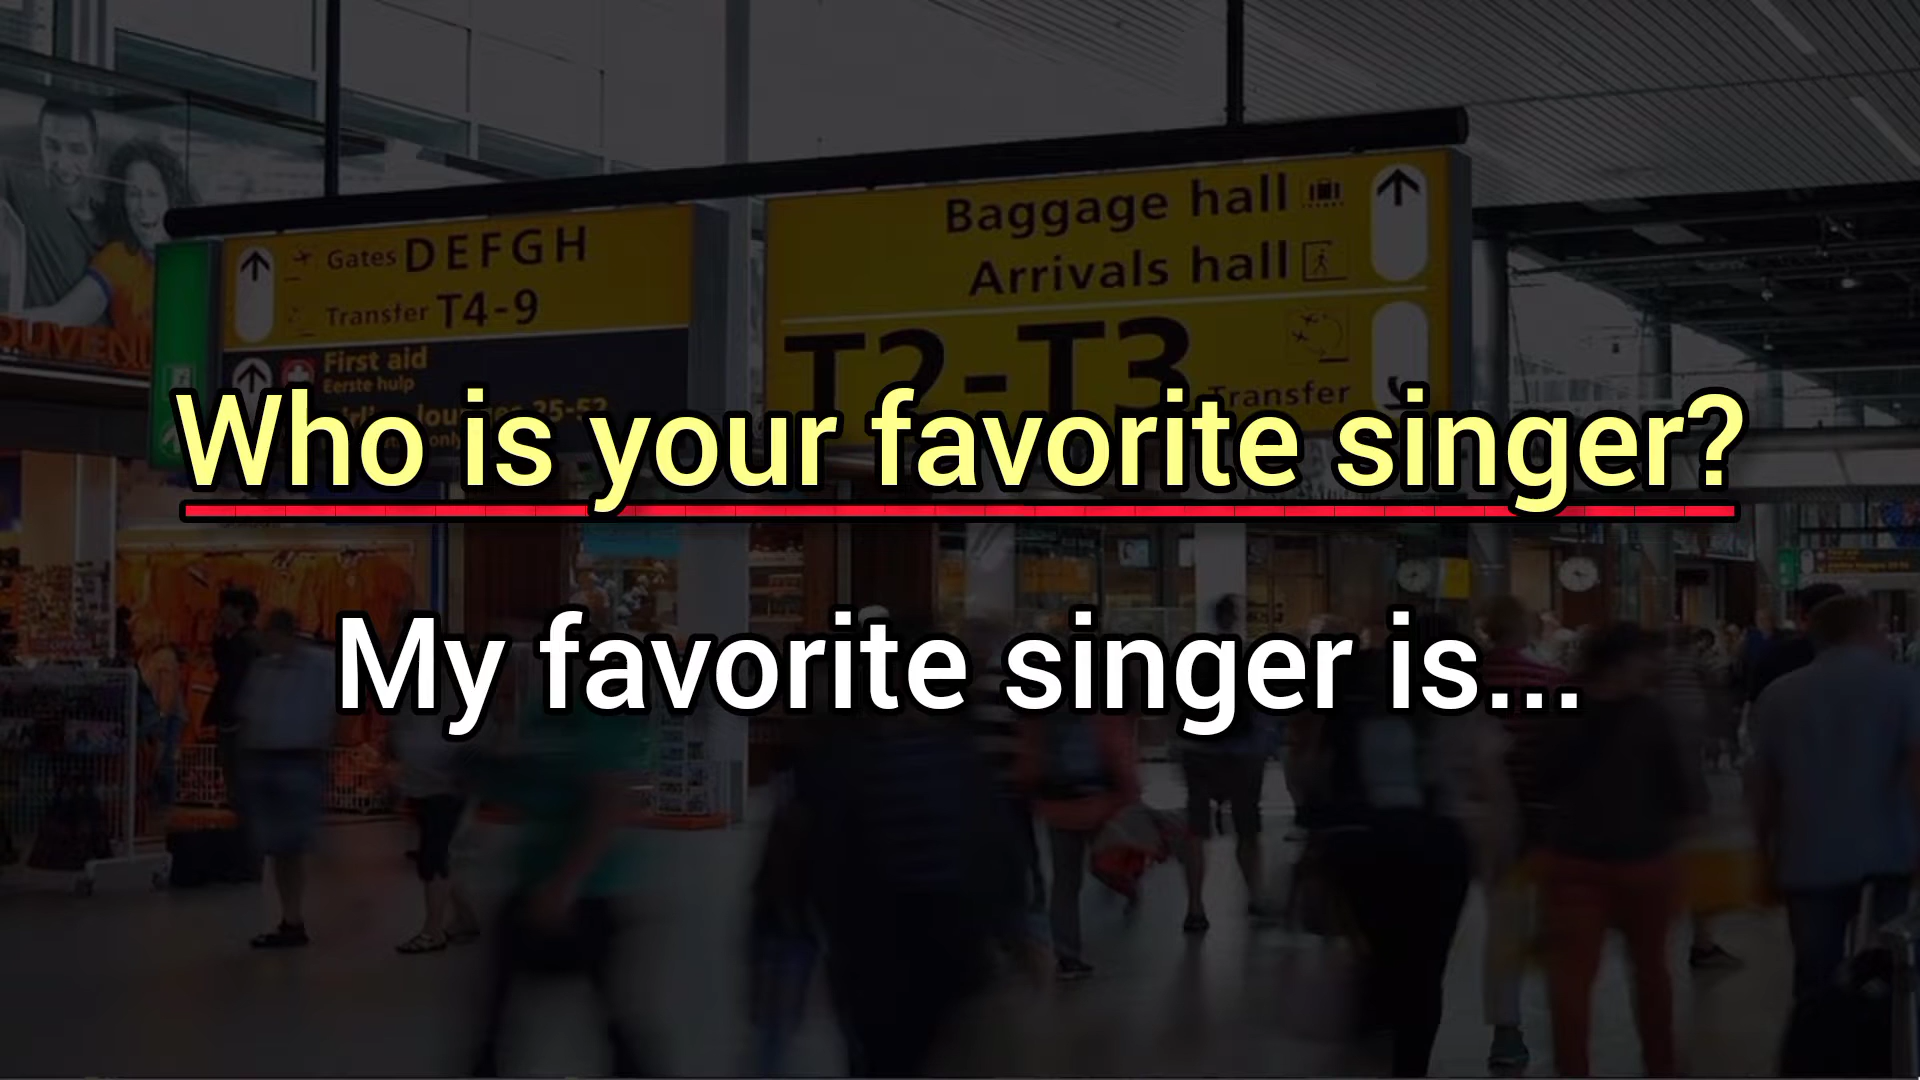 Gates D E F G H
Transfer T4-9
First aid
Eerste hulp
Baggage hall
Arrivals hall
T2-T3
Transfer
Who is your favorite singer?
My favorite singer is...